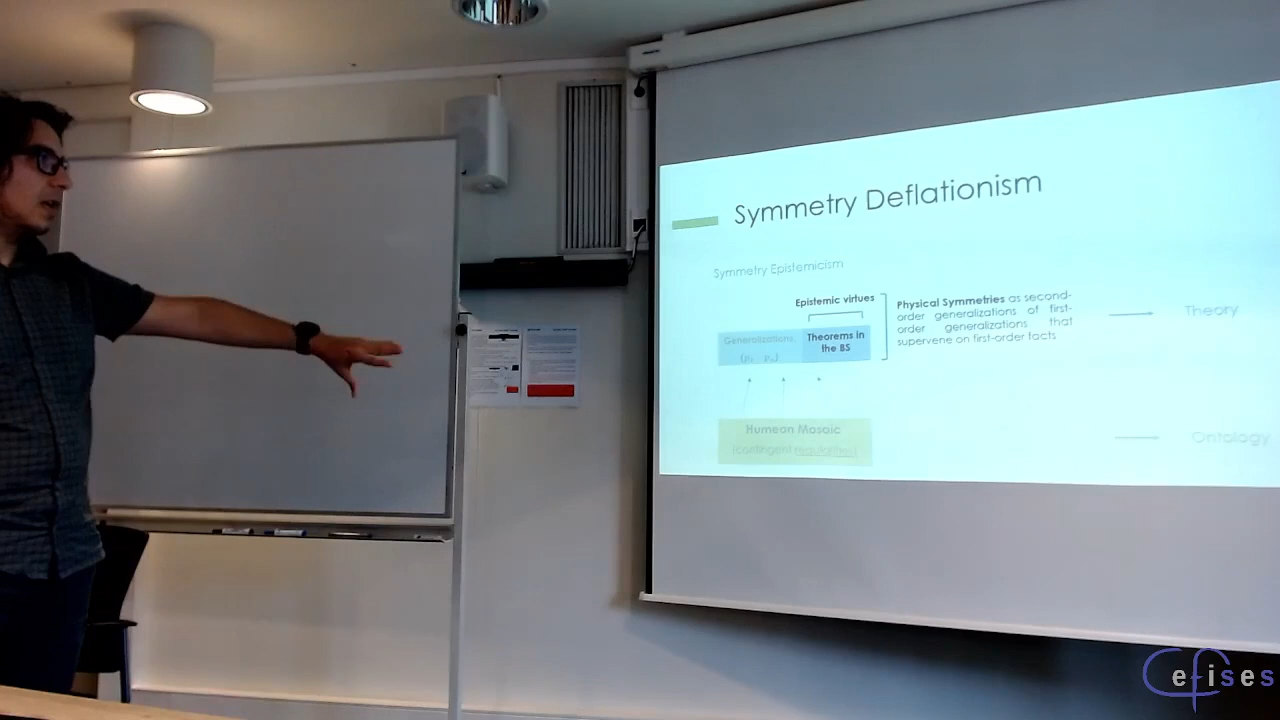 Symmetry Deflationism
Symmetry Epistemicism
Epistemic virtues
Physical Symmetries as second-
order generalizations of first-
order generalizations that
supervene on first-order facts
Theory
Generalizations
Theorems in
the BS
Humean Mosaic
(contingent regularities)
Ontology
efises